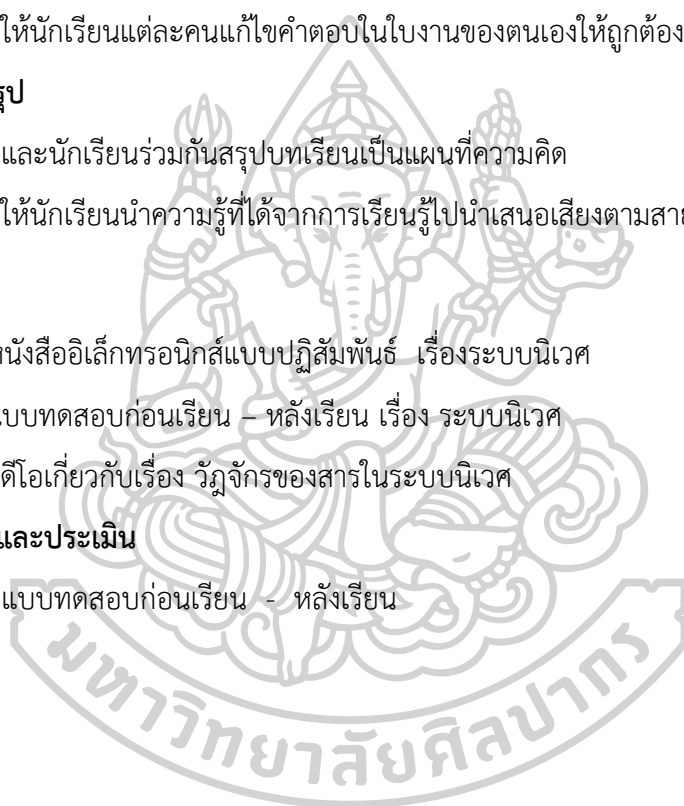 ให้นักเรียนแต่ละคนแก้ไขคำตอบในใบงานของตนเองให้ถูกต้อง
รุป
และนักเรียนร่วมกันสรุปบทเรียนเป็นแผนที่ความคิด
ให้นักเรียนนำความรู้ที่ได้จากการเรียนรู้ไปนำเสนอเสียงตามสาย
หนังสืออิเล็กทรอนิกส์แบบปฏิสัมพันธ์ เรื่องระบบนิเวศ
แบบทดสอบก่อนเรียน – หลังเรียน เรื่อง ระบบนิเวศ
ดีโอเกี่ยวกับเรื่อง วัฏจักรของสารในระบบนิเวศ
และประเมิน
แบบทดสอบก่อนเรียน - หลังเรียน
มหาวิทยาลัยศิลปากร